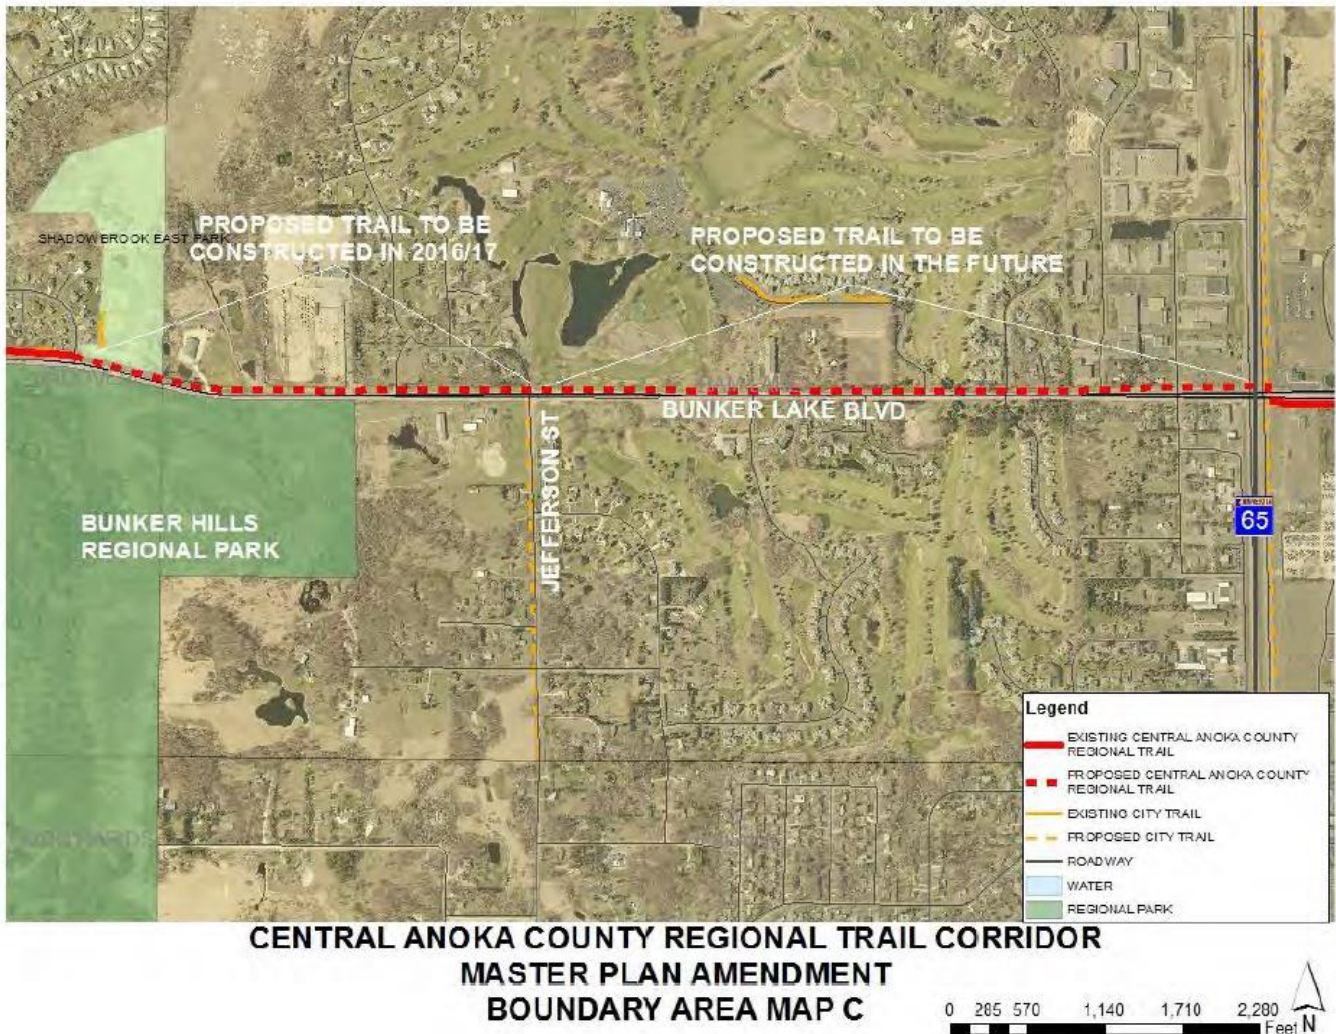 PROPOSED TRAIL TO BE
CONSTRUCTED IN 2016/17
SHADOWBROOK EAST PARK
PROPOSED TRAIL TO BE
CONSTRUCTED IN THE FUTURE
BUNKER LAKE BLVD
JEFFERSON ST
BUNKER HILLS
REGIONAL PARK
65
Legend
EXISTING CENTRAL ANOKA COUNTY
REGIONAL TRAIL
PROPOSED CENTRAL ANOKA COUNTY
REGIONAL TRAIL
EXISTING CITY TRAIL
PROPOSED CITY TRAIL
ROADWAY
WATER
REGIONAL PARK
CENTRAL ANOKA COUNTY REGIONAL TRAIL CORRIDOR
MASTER PLAN AMENDMENT
BOUNDARY AREA MAP C
0 285 570 1,140 1,710 2,280
Feet
N